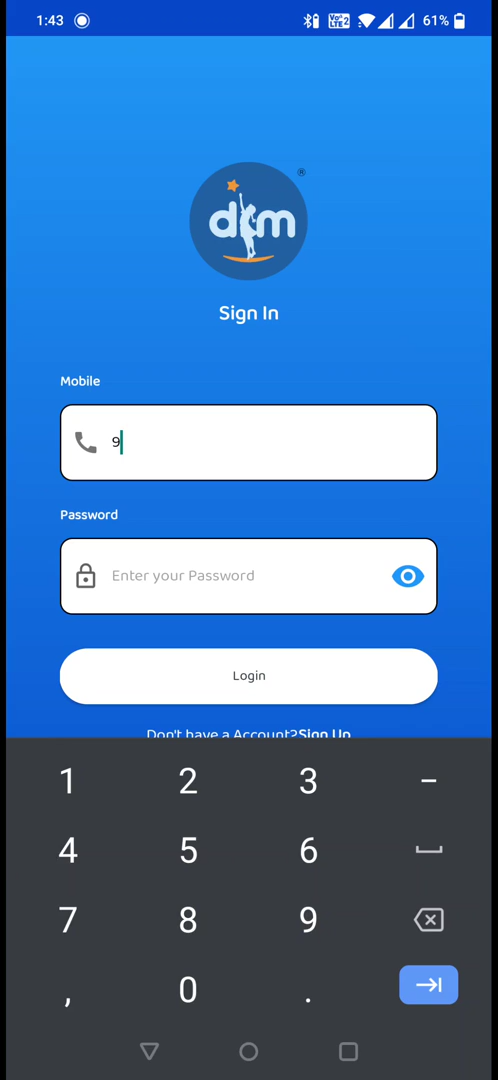 1:43 Vo LTE2 61%
®
dkm
Sign In
Mobile
9
Password
Enter your Password
Login
Don't have a Account?Sign Up
1 2 3 -
4 5 6
7 8 9
, 0 .